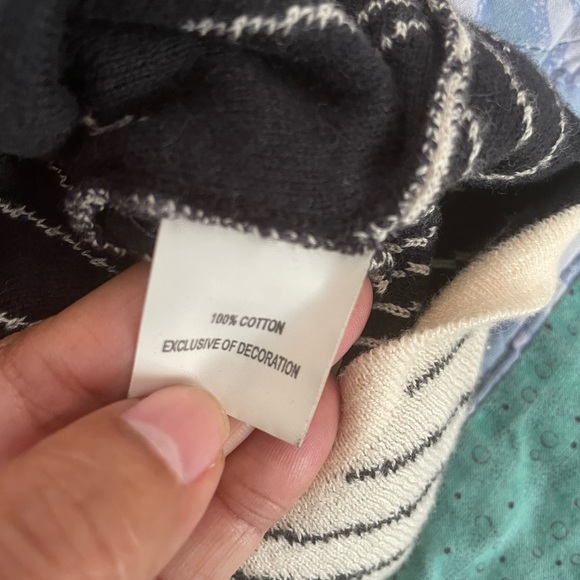 100% COTTON
EXCLUSIVE OF DECORATION